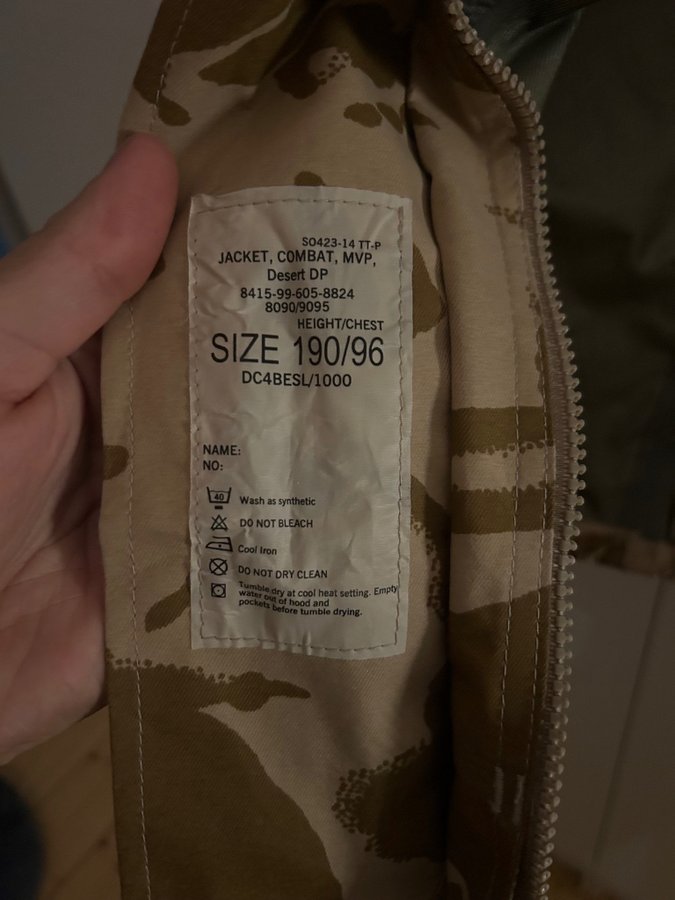 SO423-14 TT-P
JACKET, COMBAT, MVP,
Desert DP
8415-99-605-8824
8090/9095
HEIGHT/CHEST
SIZE 190/96
DC4BESL/1000
NAME:
NO:
40 Wash as synthetic
DO NOT BLEACH
Cool Iron
DO NOT DRY CLEAN
Tumble dry at cool heat setting. Empty
water out of hood and
pockets before tumble drying.